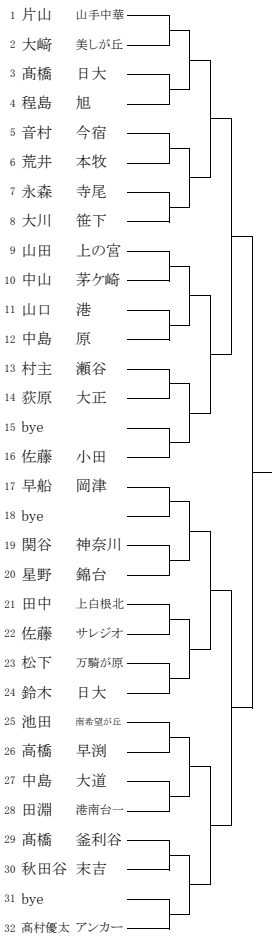 1 片山 山手中華
2 大﨑 美しが丘
3 髙橋 日大
4 程島 旭
5 音村 今宿
6 荒井 本牧
7 永森 寺尾
8 大川 笹下
9 山田 上の宮
10 中山 茅ケ崎
11 山口 港
12 中島 原
13 村主 瀬谷
14 荻原 大正
15 bye
16 佐藤 小田
17 早船 岡津
18 bye
19 関谷 神奈川
20 星野 錦台
21 田中 上白根北
22 佐藤 サレジオ
23 松下 万騎が原
24 鈴木 日大
25 池田 南希望が丘
26 高橋 早渕
27 中島 大道
28 田淵 港南台一
29 髙橋 釜利谷
30 秋田谷 末吉
31 bye
32 髙村優太 アンカー